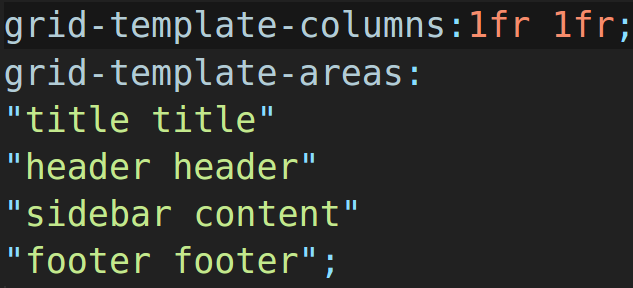 grid-template-columns:1fr 1fr;
grid-template-areas:
"title title"
"header header"
"sidebar content"
"footer footer";